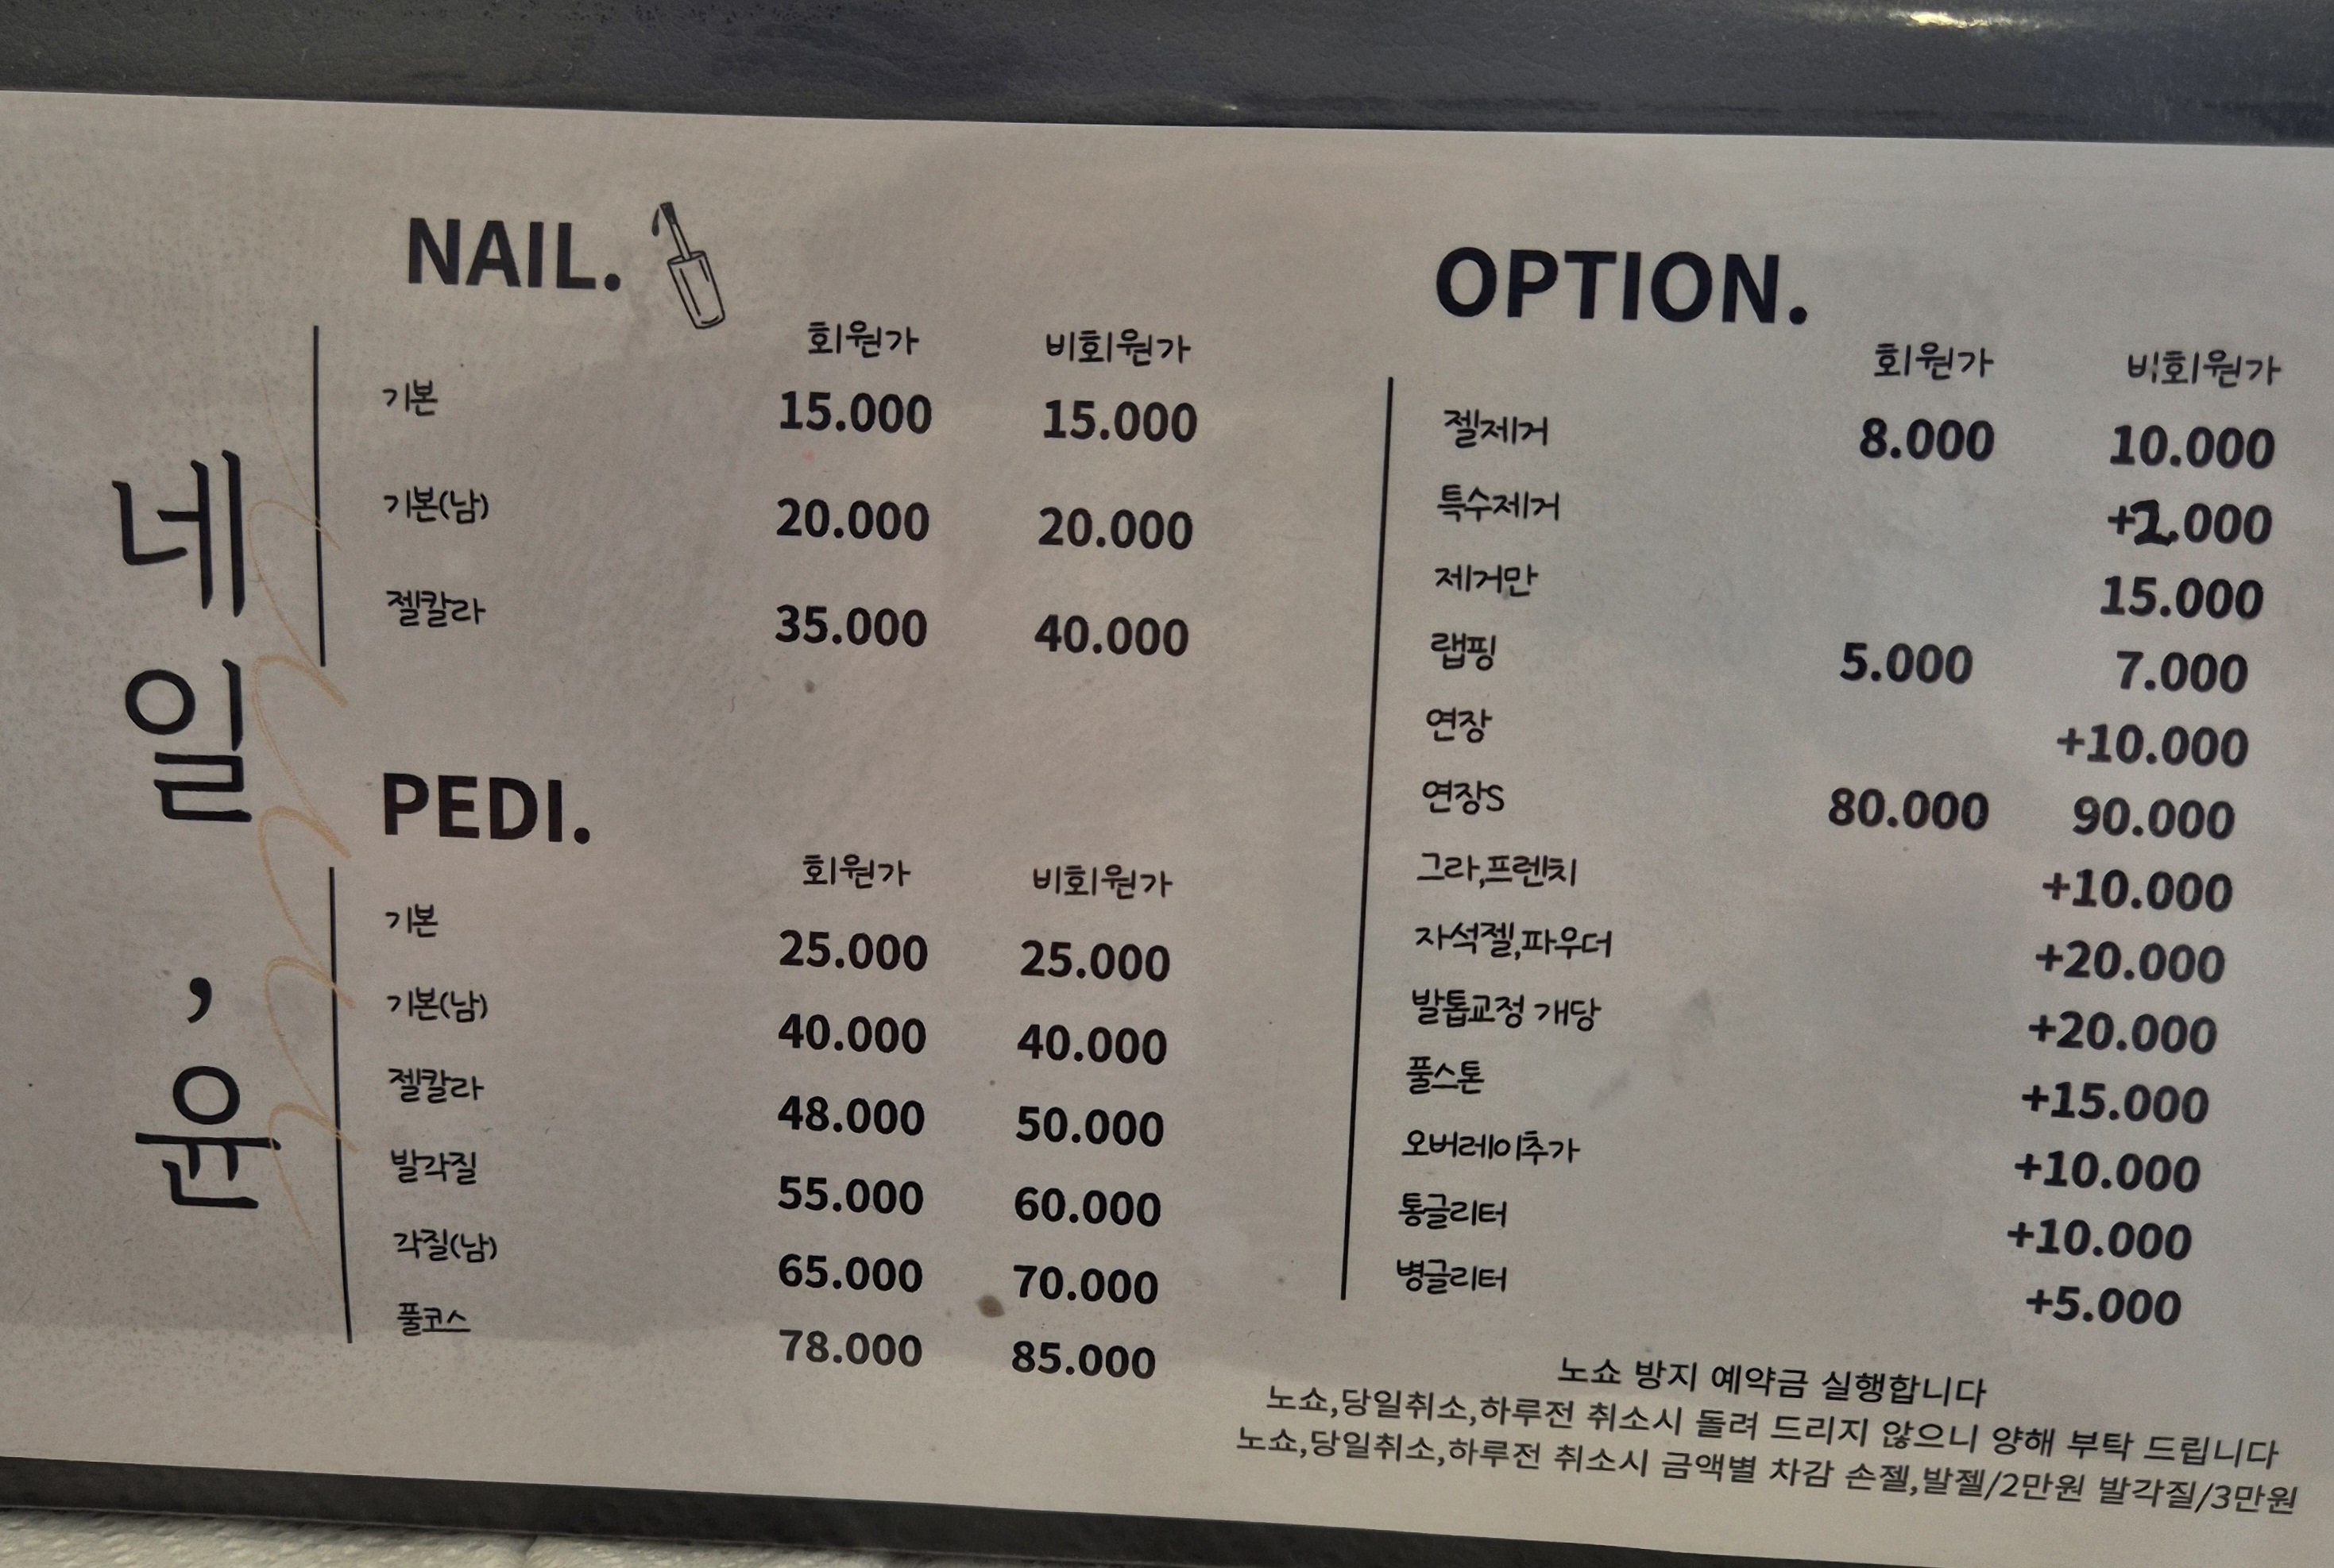 네일,윤
NAIL.
회원가 비회원가
기본 15.000 15.000
기본(남) 20.000 20.000
젤칼라 35.000 40.000
PEDI.
회원가 비회원가
기본 25.000 25.000
기본(남) 40.000 40.000
젤칼라 48.000 50.000
발각질 55.000 60.000
각질(남) 65.000 70.000
풀코스 78.000 85.000
OPTION.
회원가 비회원가
젤제거 8.000 10.000
특수제거 +2.000
제거만 15.000
랩핑 5.000 7.000
연장 +10.000
연장S 80.000 90.000
그라,프렌치 +10.000
자석젤,파우더 +20.000
발톱교정 개당 +20.000
풀스톤 +15.000
오버레이추가 +10.000
통글리터 +10.000
병글리터 +5.000
노쇼 방지 예약금 실행합니다
노쇼,당일취소,하루전 취소시 돌려 드리지 않으니 양해 부탁 드립니다
노쇼,당일취소,하루전 취소시 금액별 차감 손젤,발젤/2만원 발각질/3만원